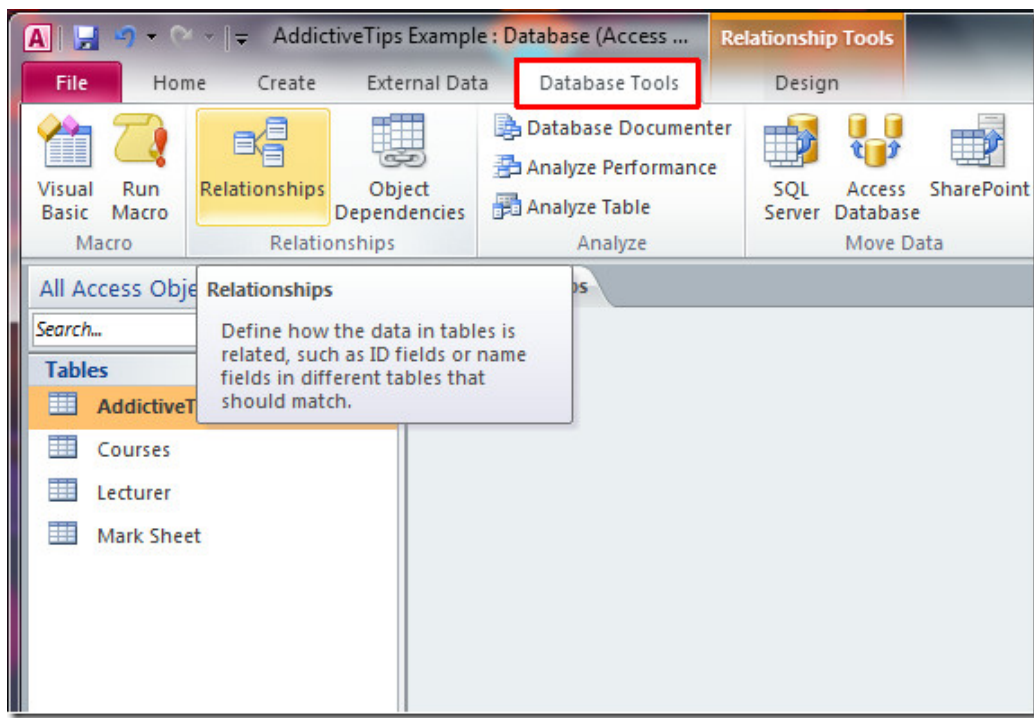 A
AddictiveTips Example : Database (Access ...
Relationship Tools
File Home Create External Data Database Tools Design
Visual Basic
Run Macro
Macro
Relationships
Object Dependencies
Relationships
Database Documenter
Analyze Performance
Analyze Table
Analyze
SQL Server
Access Database
SharePoint
Move Data
All Access Obje
Search...
Tables
AddictiveT
Courses
Lecturer
Mark Sheet
Relationships
Define how the data in tables is
related, such as ID fields or name
fields in different tables that
should match.